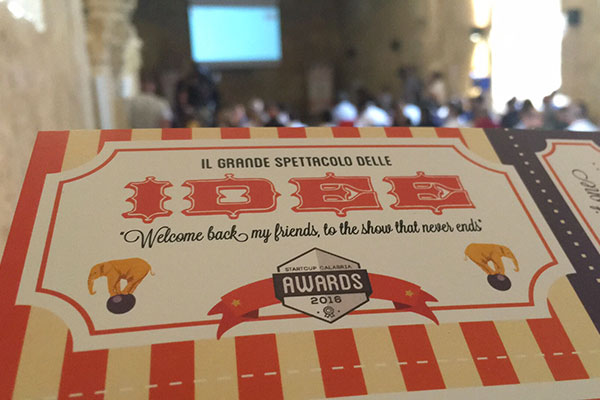 IL GRANDE SPETTACOLO DELLE
IDEE
"Welcome back my friends, to the show that never ends"
STARTCUP CALABRIA
AWARDS
2016